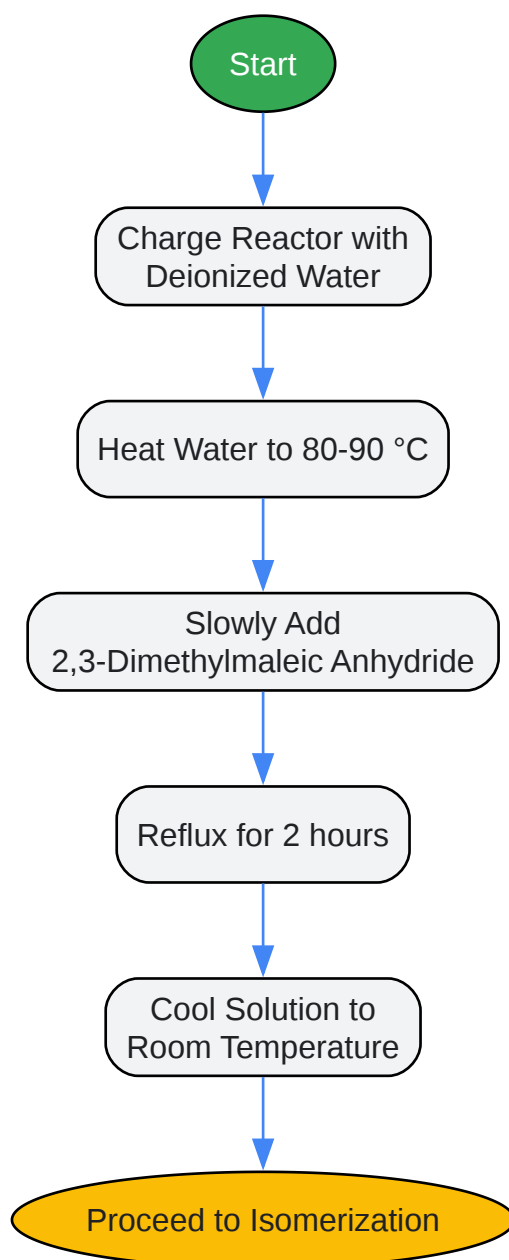 Start
Charge Reactor with
Deionized Water
Heat Water to 80-90 °C
Slowly Add
2,3-Dimethylmaleic Anhydride
Reflux for 2 hours
Cool Solution to
Room Temperature
Proceed to Isomerization